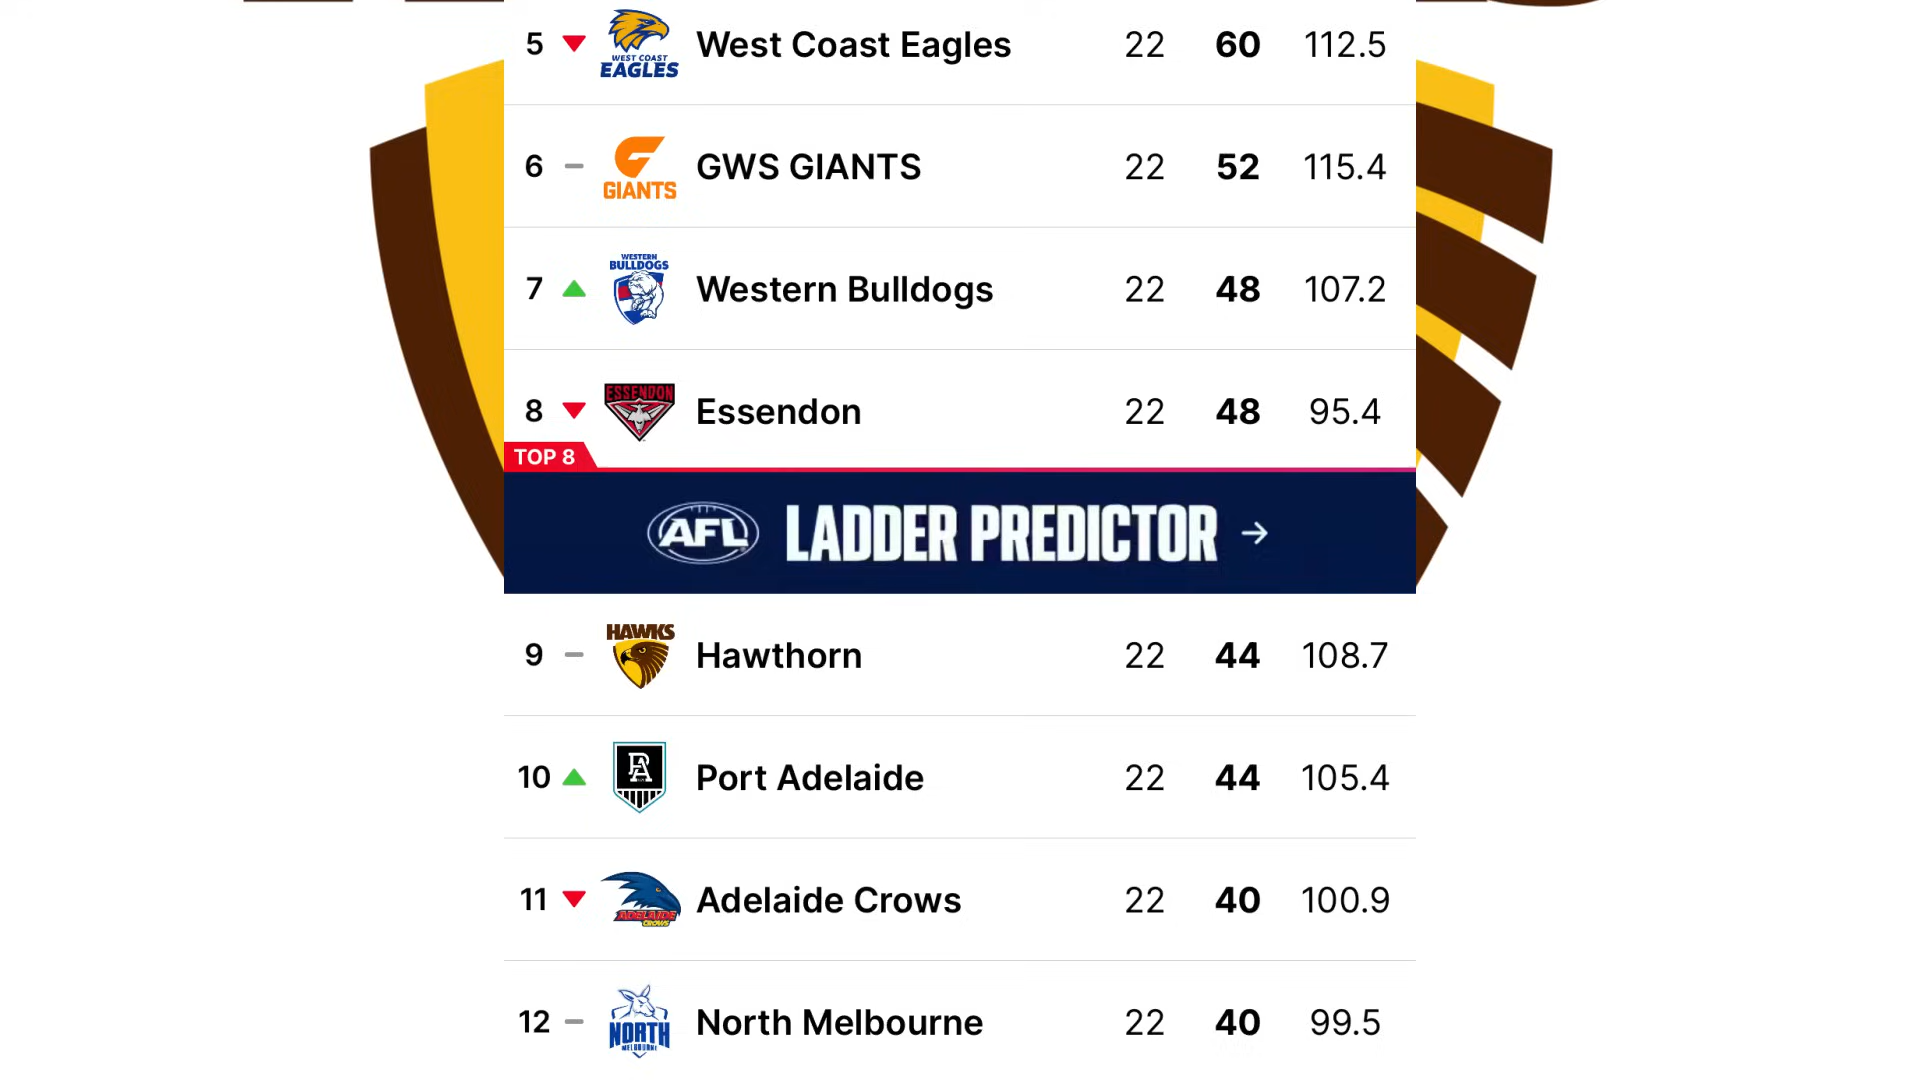 5 WEST COAST EAGLES West Coast Eagles 22 60 112.5
6 GIANTS GWS GIANTS 22 52 115.4
7 WESTERN BULLDOGS Western Bulldogs 22 48 107.2
8 ESSENDON Essendon 22 48 95.4
TOP 8
AFL LADDER PREDICTOR →
9 HAWKS Hawthorn 22 44 108.7
10 PA Port Adelaide 22 44 105.4
11 ADELAIDE CROWS Adelaide Crows 22 40 100.9
12 NORTH MELBOURNE North Melbourne 22 40 99.5